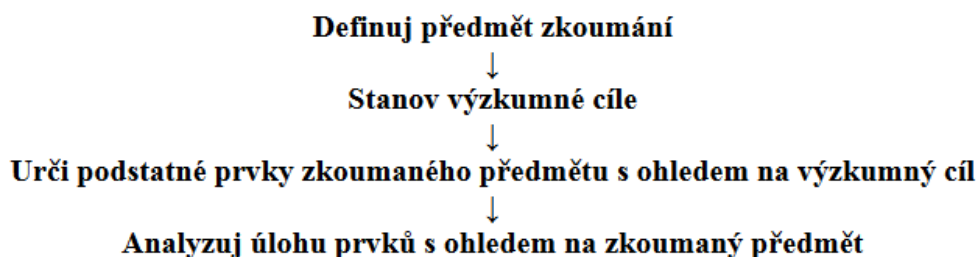 Definuj předmět zkoumání
↓
Stanov výzkumné cíle
↓
Urči podstatné prvky zkoumaného předmětu s ohledem na výzkumný cíl
↓
Analyzuj úlohu prvků s ohledem na zkoumaný předmět